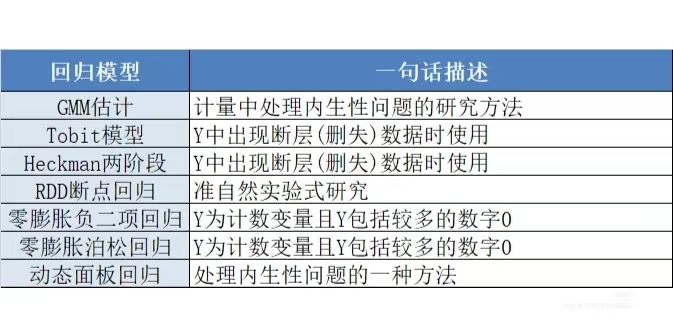 回归模型 一句话描述
GMM估计 计量中处理内生性问题的研究方法
Tobit模型 Y中出现断层(删失)数据时使用
Heckman两阶段 Y中出现断层(删失)数据时使用
RDD断点回归 准自然实验式研究
零膨胀负二项回归 Y为计数变量且Y包括较多的数字0
零膨胀泊松回归 Y为计数变量且Y包括较多的数字0
动态面板回归 处理内生性问题的一种方法